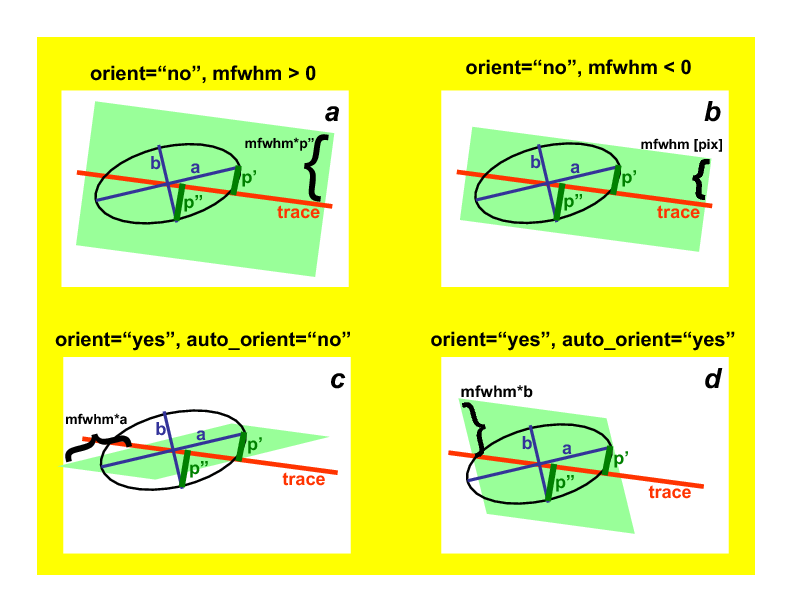 orient=“no”, mfwhm > 0
a
mfwhm*p”
{
b
a
p’
p”
trace
orient=“no”, mfwhm < 0
b
mfwhm [pix]
{
b
a
p’
p”
trace
orient=“yes”, auto_orient=“no”
c
mfwhm*a
{
b
a
p’
p”
trace
orient=“yes”, auto_orient=“yes”
d
mfwhm*b
}
b
a
p’
p”
trace